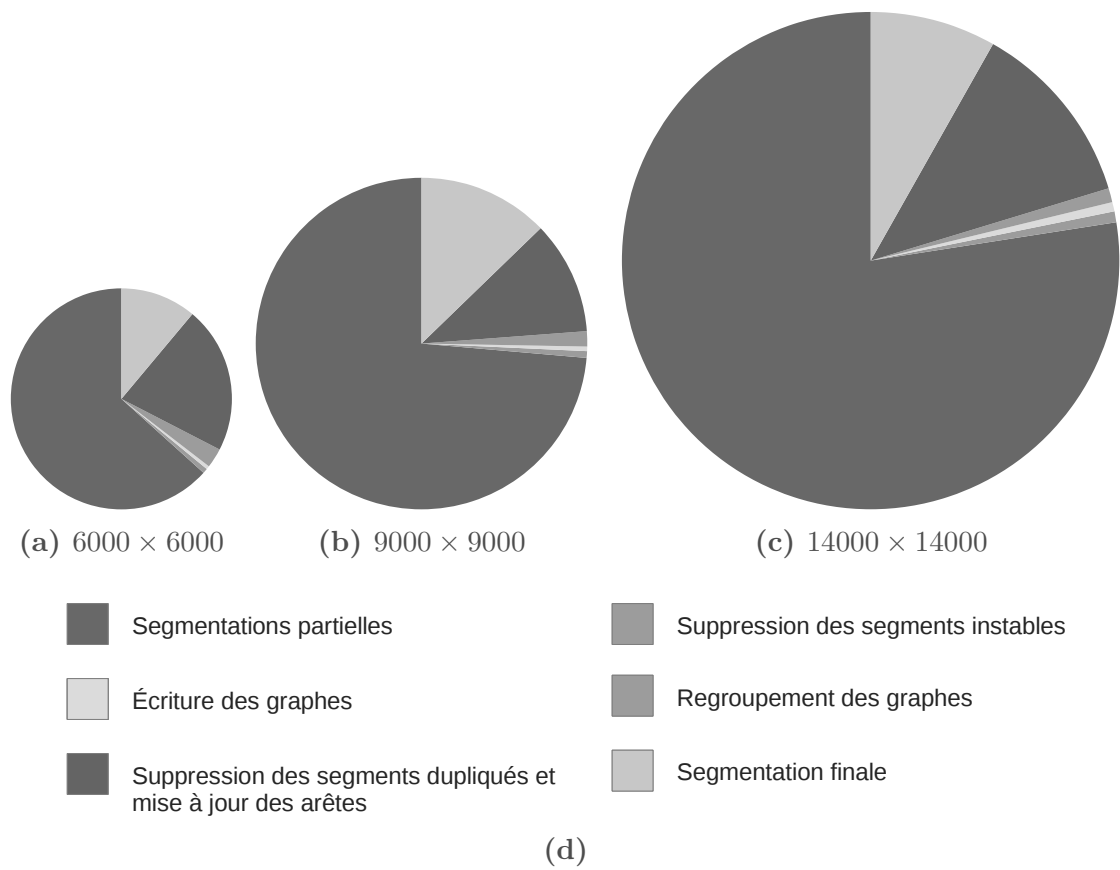 (a) 6000 × 6000
(b) 9000 × 9000
(c) 14000 × 14000
Segmentations partielles
Suppression des segments instables
Écriture des graphes
Regroupement des graphes
Suppression des segments dupliqués et
mise à jour des arêtes
Segmentation finale
(d)